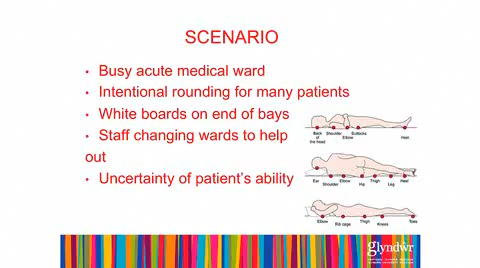 SCENARIO
• Busy acute medical ward
• Intentional rounding for many patients
• White boards on end of bays
• Staff changing wards to help
out
• Uncertainty of patient's ability
Back of the head Shoulder Elbow Buttocks Heel
Ear Shoulder Elbow Hip Thigh Leg Heel
Elbow Rib cage Thigh Knees Toes
glyndŵr